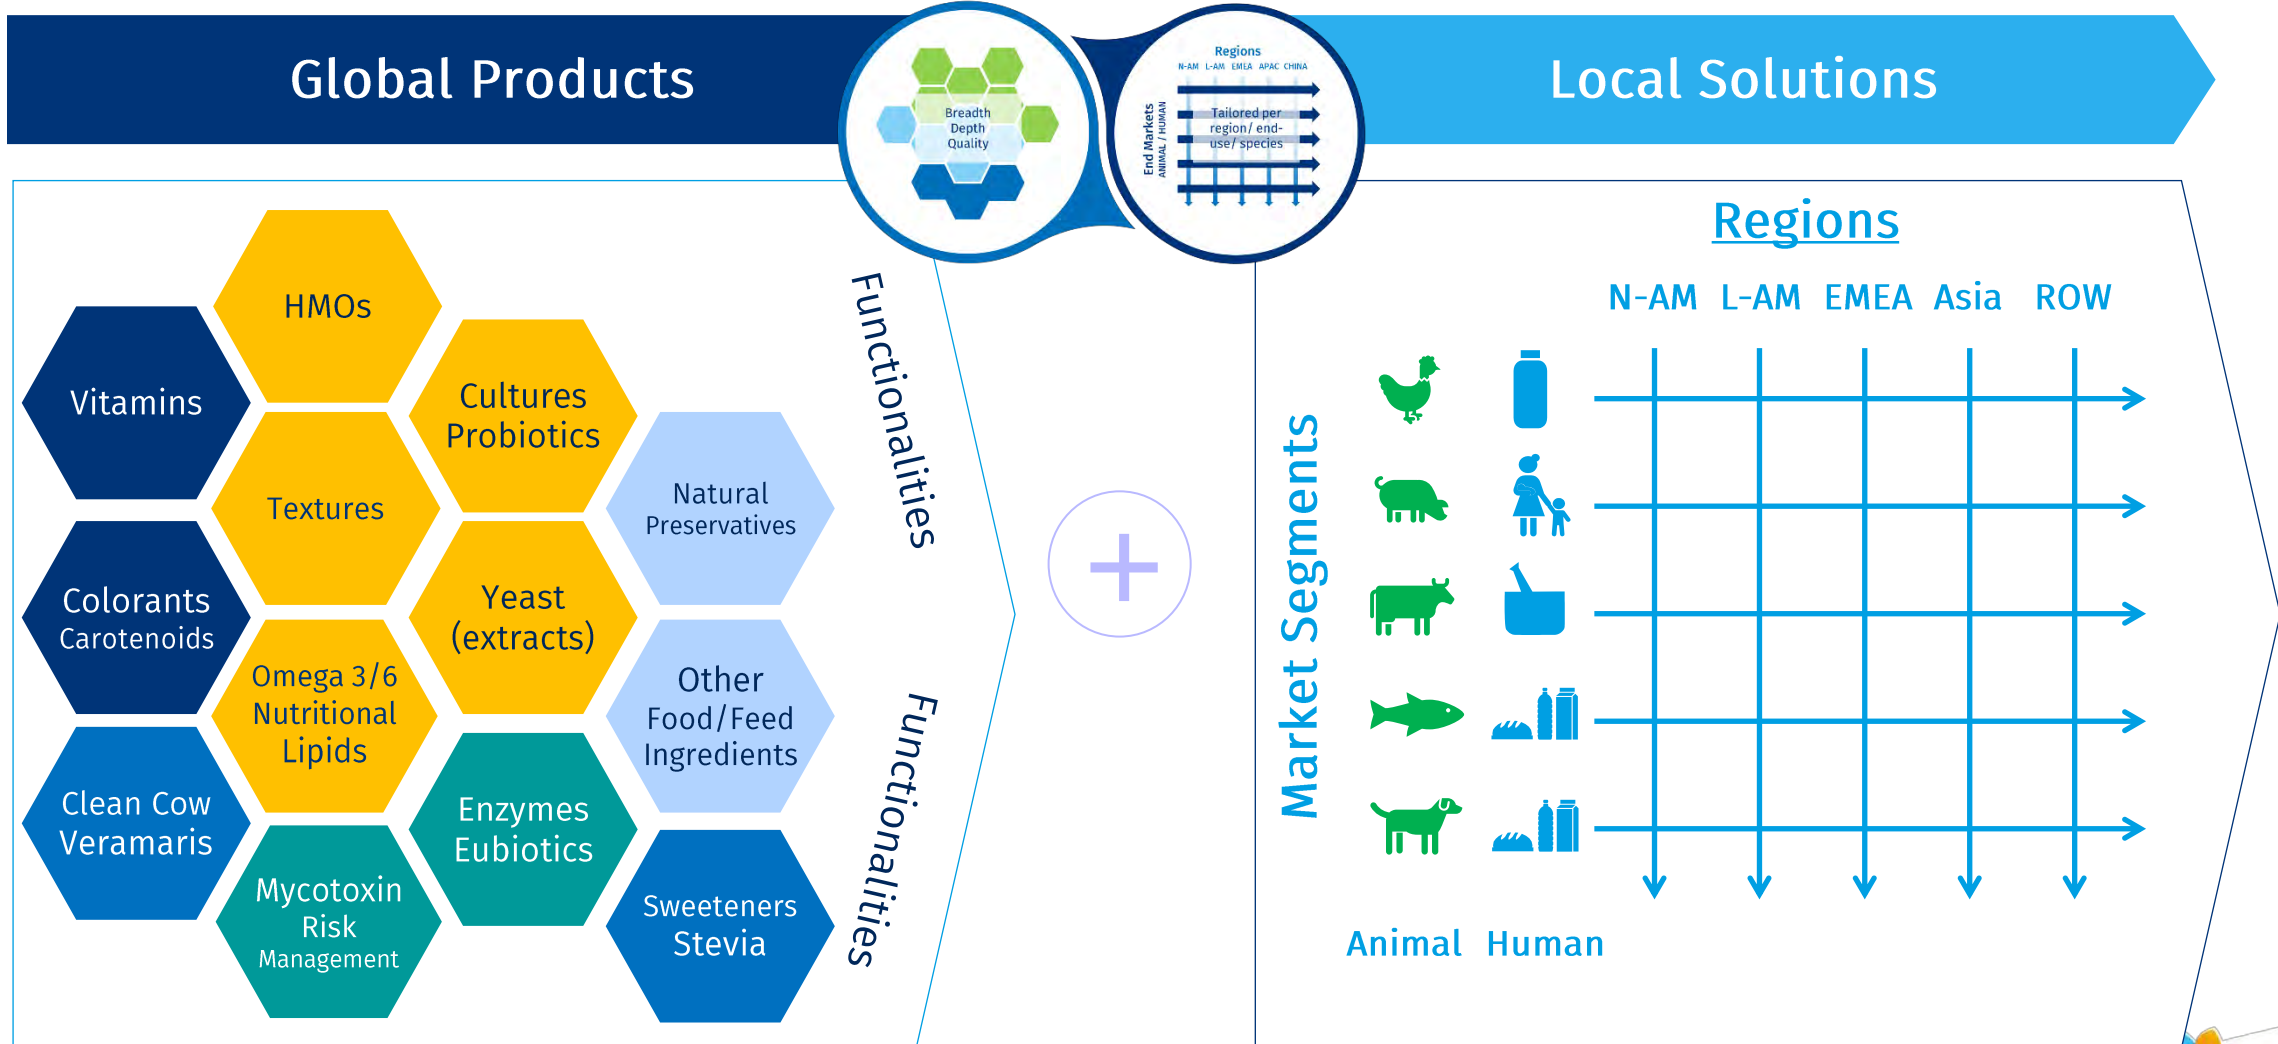 Global Products
Breadth
Depth
Quality
Regions
N-AM L-AM EMEA APAC CHINA
End Markets
ANIMAL / HUMAN
Tailored per
region/ end-
use/ species
Local Solutions
HMOs
Vitamins
Cultures
Probiotics
Textures
Natural
Preservatives
Colorants
Carotenoids
Yeast
(extracts)
Omega 3/6
Nutritional
Lipids
Other
Food/Feed
Ingredients
Clean Cow
Veramaris
Enzymes
Eubiotics
Mycotoxin
Risk
Management
Sweeteners
Stevia
Functionalities
Functionalities
+
Regions
N-AM L-AM EMEA Asia ROW
Market Segments
Animal Human